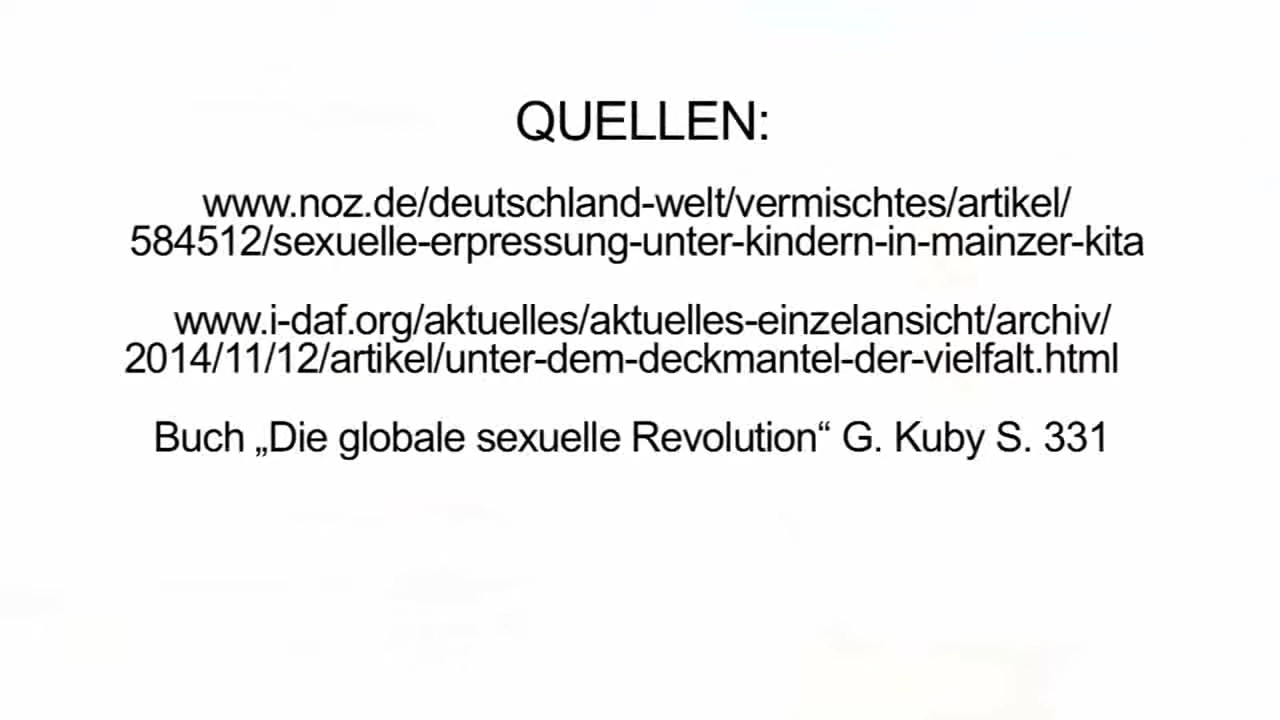 QUELLEN:
www.noz.de/deutschland-welt/vermischtes/artikel/
584512/sexuelle-erpressung-unter-kindern-in-mainzer-kita
www.i-daf.org/aktuelles/aktuelles-einzelansicht/archiv/
2014/11/12/artikel/unter-dem-deckmantel-der-vielfalt.html
Buch „Die globale sexuelle Revolution“ G. Kuby S. 331